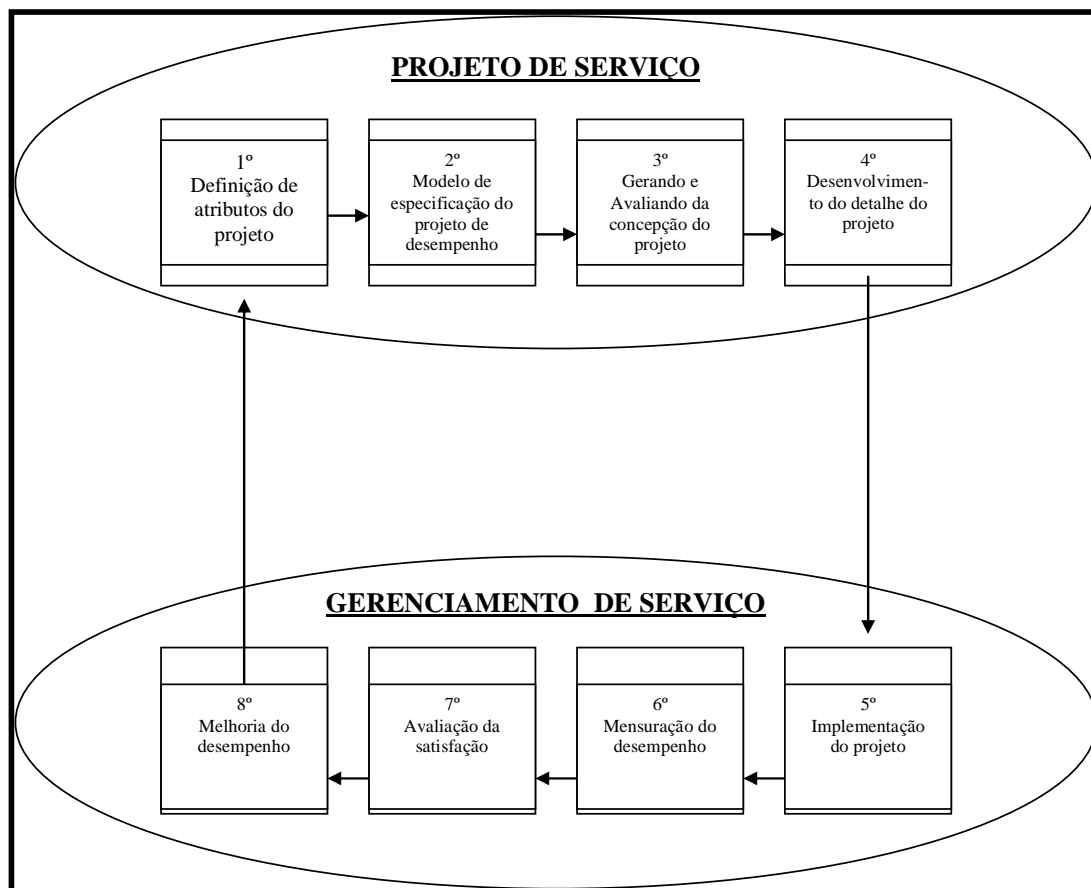 PROJETO DE SERVIÇO
1º
Definição de
atributos do
projeto
2º
Modelo de
especificação do
projeto de
desempenho
3º
Gerando e
Avaliando da
concepção do
projeto
4º
Desenvolvimen-
to do detalhe do
projeto
GERENCIAMENTO  DE SERVIÇO
8º
Melhoria do
desempenho
7º
Avaliação da
satisfação
6º
Mensuração do
desempenho
5º
Implementação
do projeto